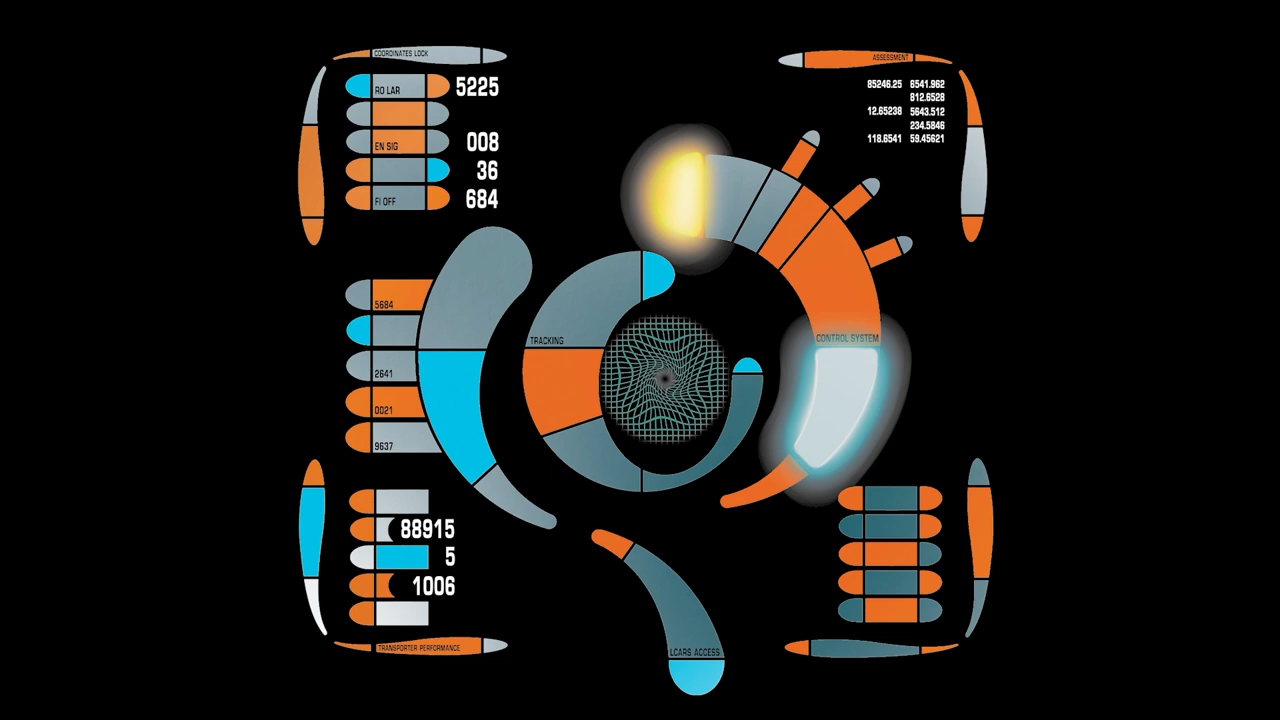 COORDINATES LOCK
RO LAR 5225
EN SIG 008
36
FI OFF 684
ASSESSMENT
85246.25 6541.962
812.6528
12.65238 5643.512
234.5846
118.6541 59.45621
5684
2641
0021
9637
TRACKING
CONTROL SYSTEM
88915
5
1006
TRANSPORTER PERFORMANCE
LCARS ACCESS